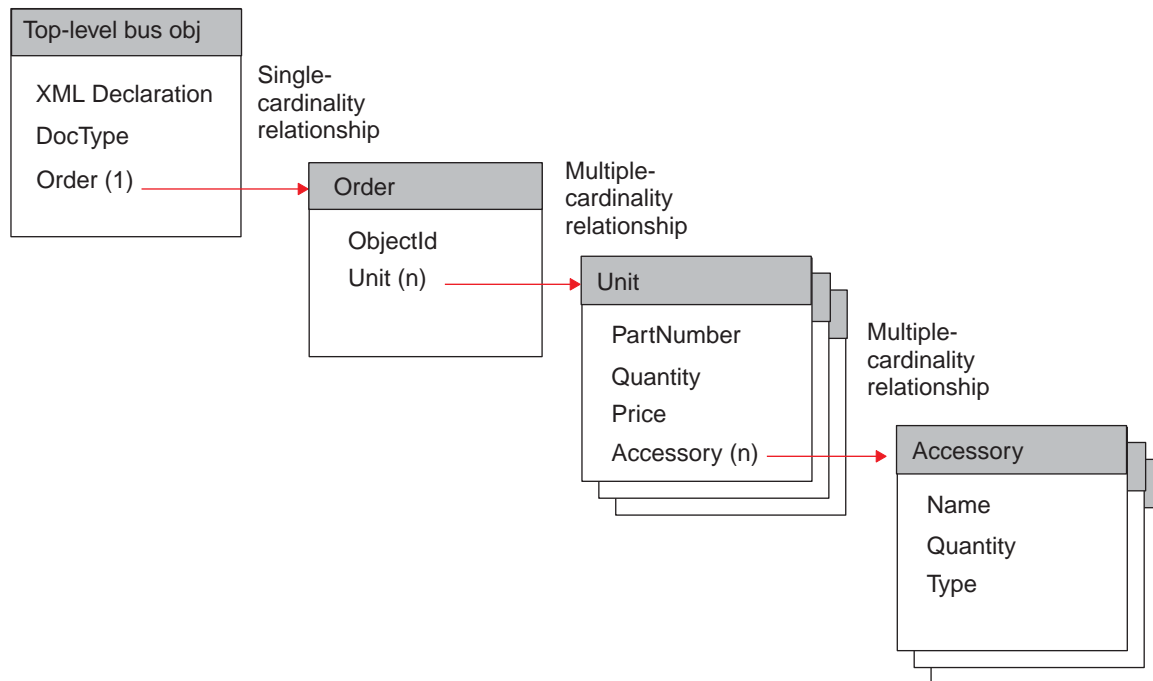 Top-level bus obj
XML Declaration
DocType
Order (1)
Single-
cardinality
relationship
Order
ObjectId
Unit (n)
Multiple-
cardinality
relationship
Unit
PartNumber
Quantity
Price
Accessory (n)
Multiple-
cardinality
relationship
Accessory
Name
Quantity
Type